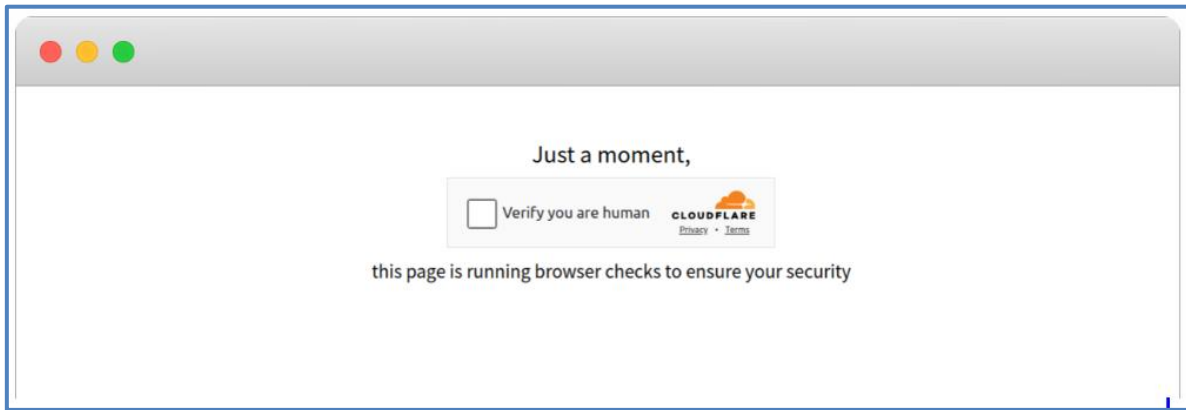 Just a moment,
Verify you are human
CLOUDFLARE
Privacy • Terms
this page is running browser checks to ensure your security